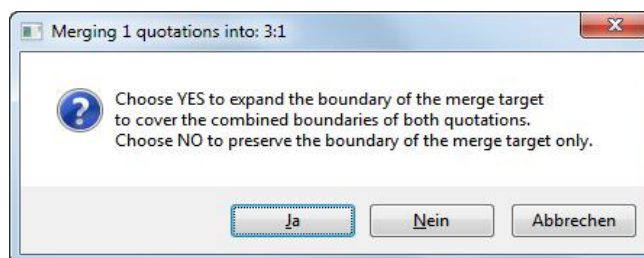 Merging 1 quotations into: 3:1
Choose YES to expand the boundary of the merge target
to cover the combined boundaries of both quotations.
Choose NO to preserve the boundary of the merge target only.
Ja Nein Abbrechen